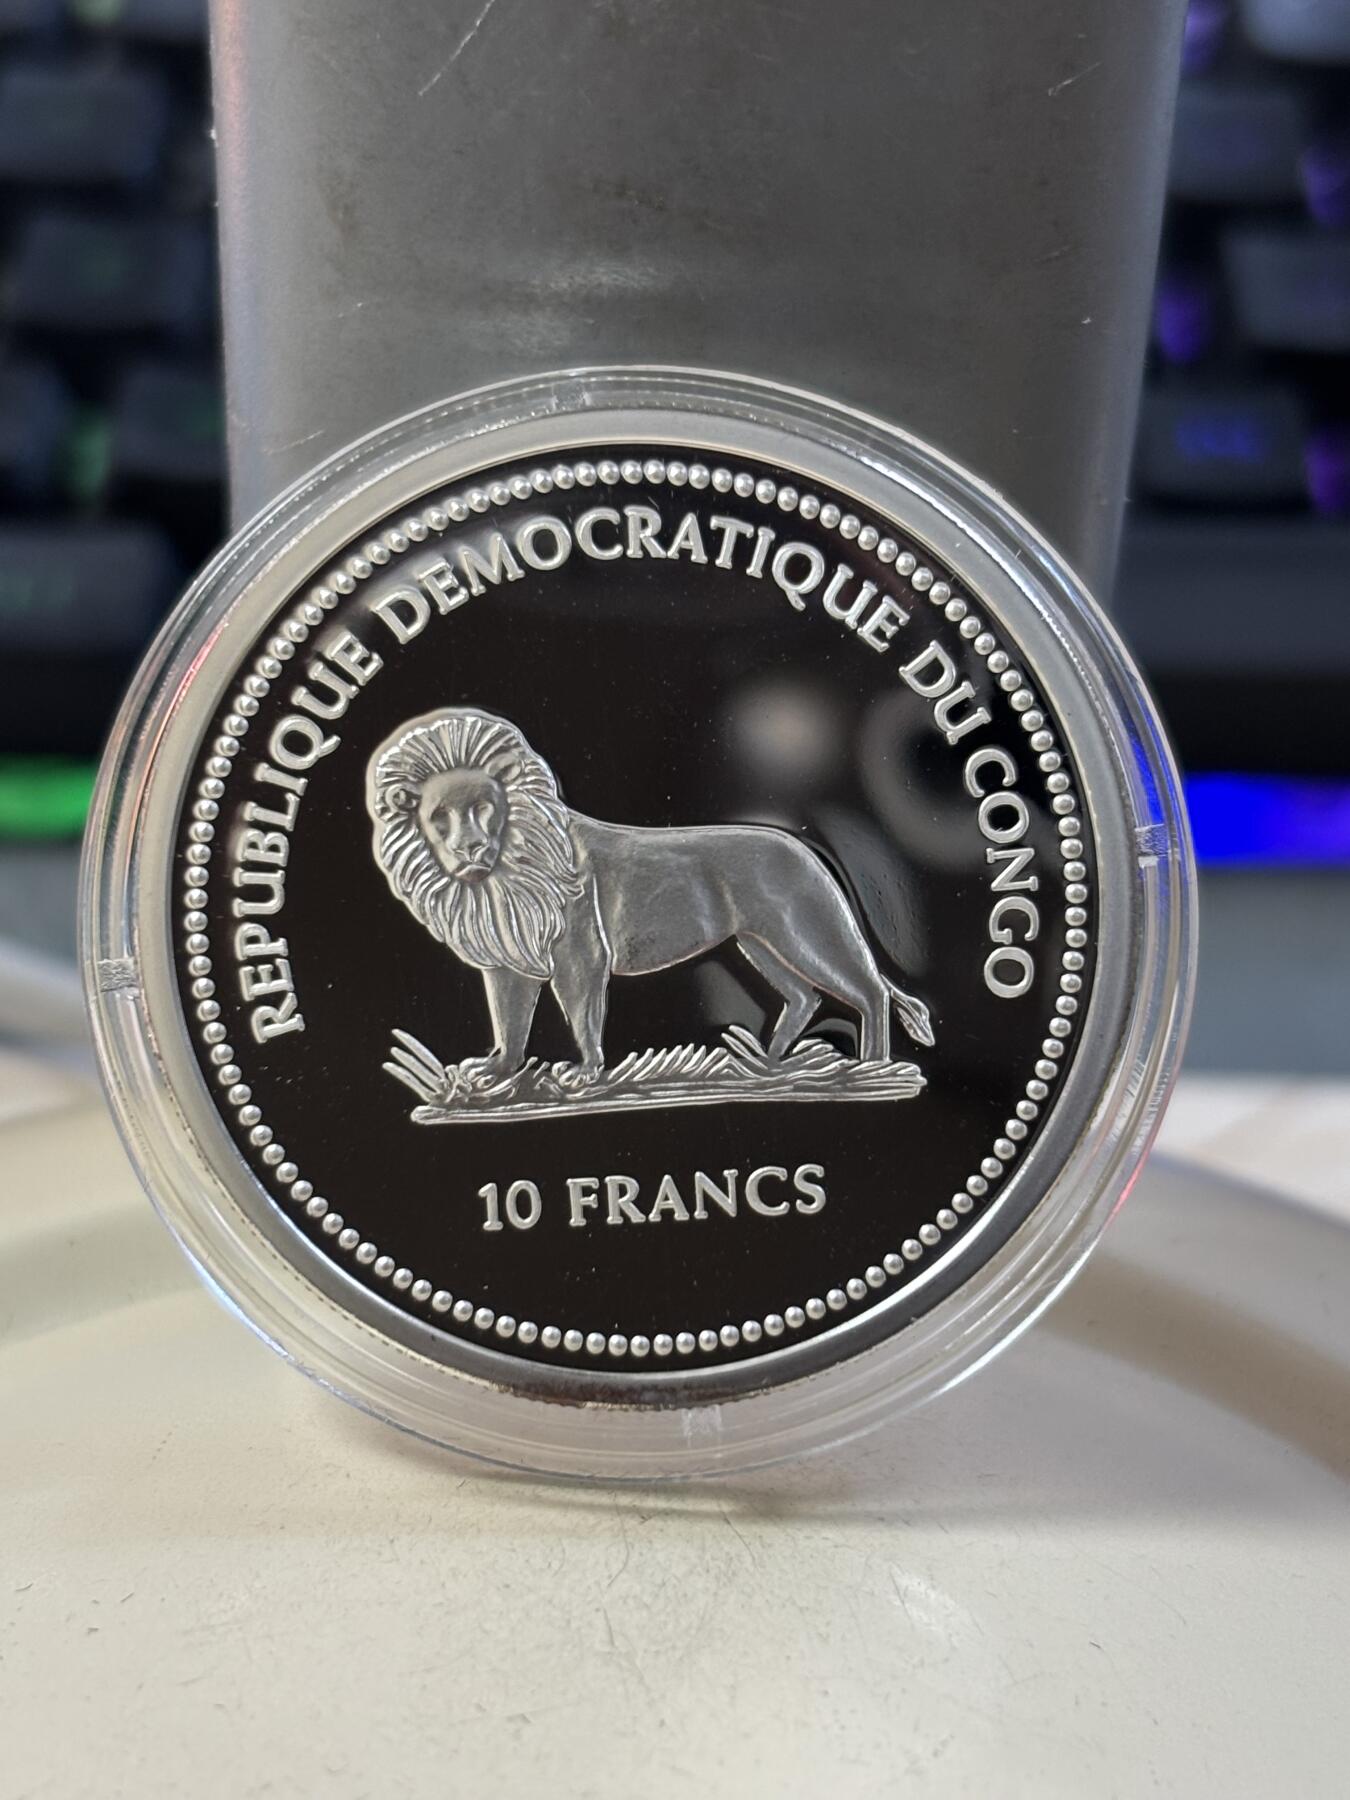 REPUBLIQUE DEMOCRATIQUE DU CONGO
10 FRANCS